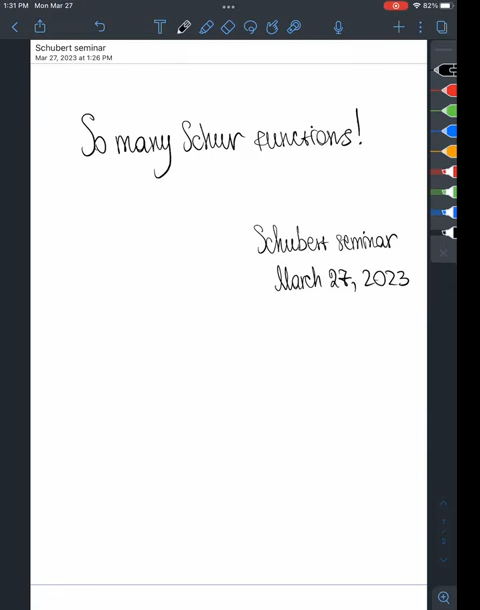 1:31 PM Mon Mar 27
82%
T
Schubert seminar
Mar 27, 2023 at 1:26 PM
So many Schur functions!
Schubert seminar
March 27, 2023